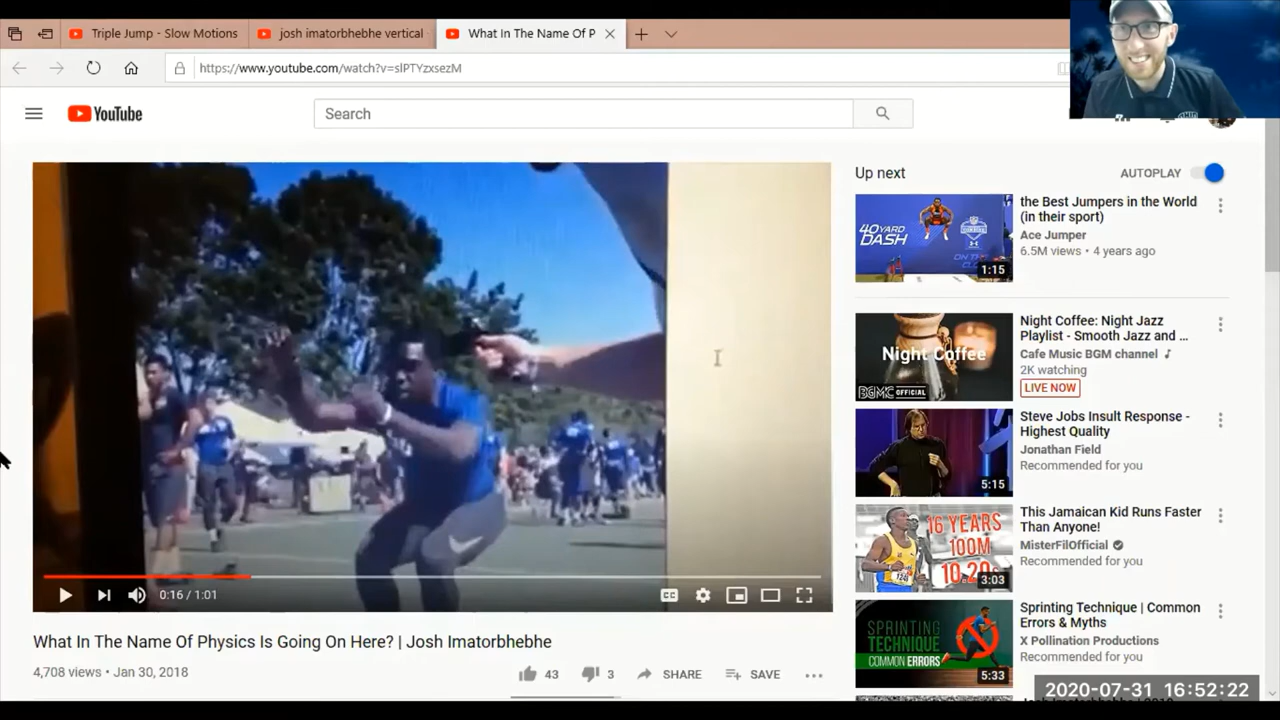 Triple Jump - Slow Motions
josh imatorbhebhe vertical
What In The Name Of P
https://www.youtube.com/watch?v=slPTYzxsezM
YouTube
Search
Up next
AUTOPLAY
40YARD
DASH
1:15
the Best Jumpers in the World
(in their sport)
Ace Jumper
6.5M views • 4 years ago
Night Coffee
BGMC OFFICIAL
Night Coffee: Night Jazz
Playlist - Smooth Jazz and ...
Cafe Music BGM channel
2K watching
LIVE NOW
5:15
Steve Jobs Insult Response -
Highest Quality
Jonathan Field
Recommended for you
16 YEARS
100M
10.20s
3:03
This Jamaican Kid Runs Faster
Than Anyone!
MisterFilOfficial
Recommended for you
SPRINTING
TECHNIQUE
COMMON ERRORS
5:33
Sprinting Technique | Common
Errors & Myths
X Pollination Productions
Recommended for you
0:16 / 1:01
CC
What In The Name Of Physics Is Going On Here? | Josh Imatorbhebhe
4,708 views • Jan 30, 2018
43
3
SHARE
SAVE
2020-07-31 16:52:22